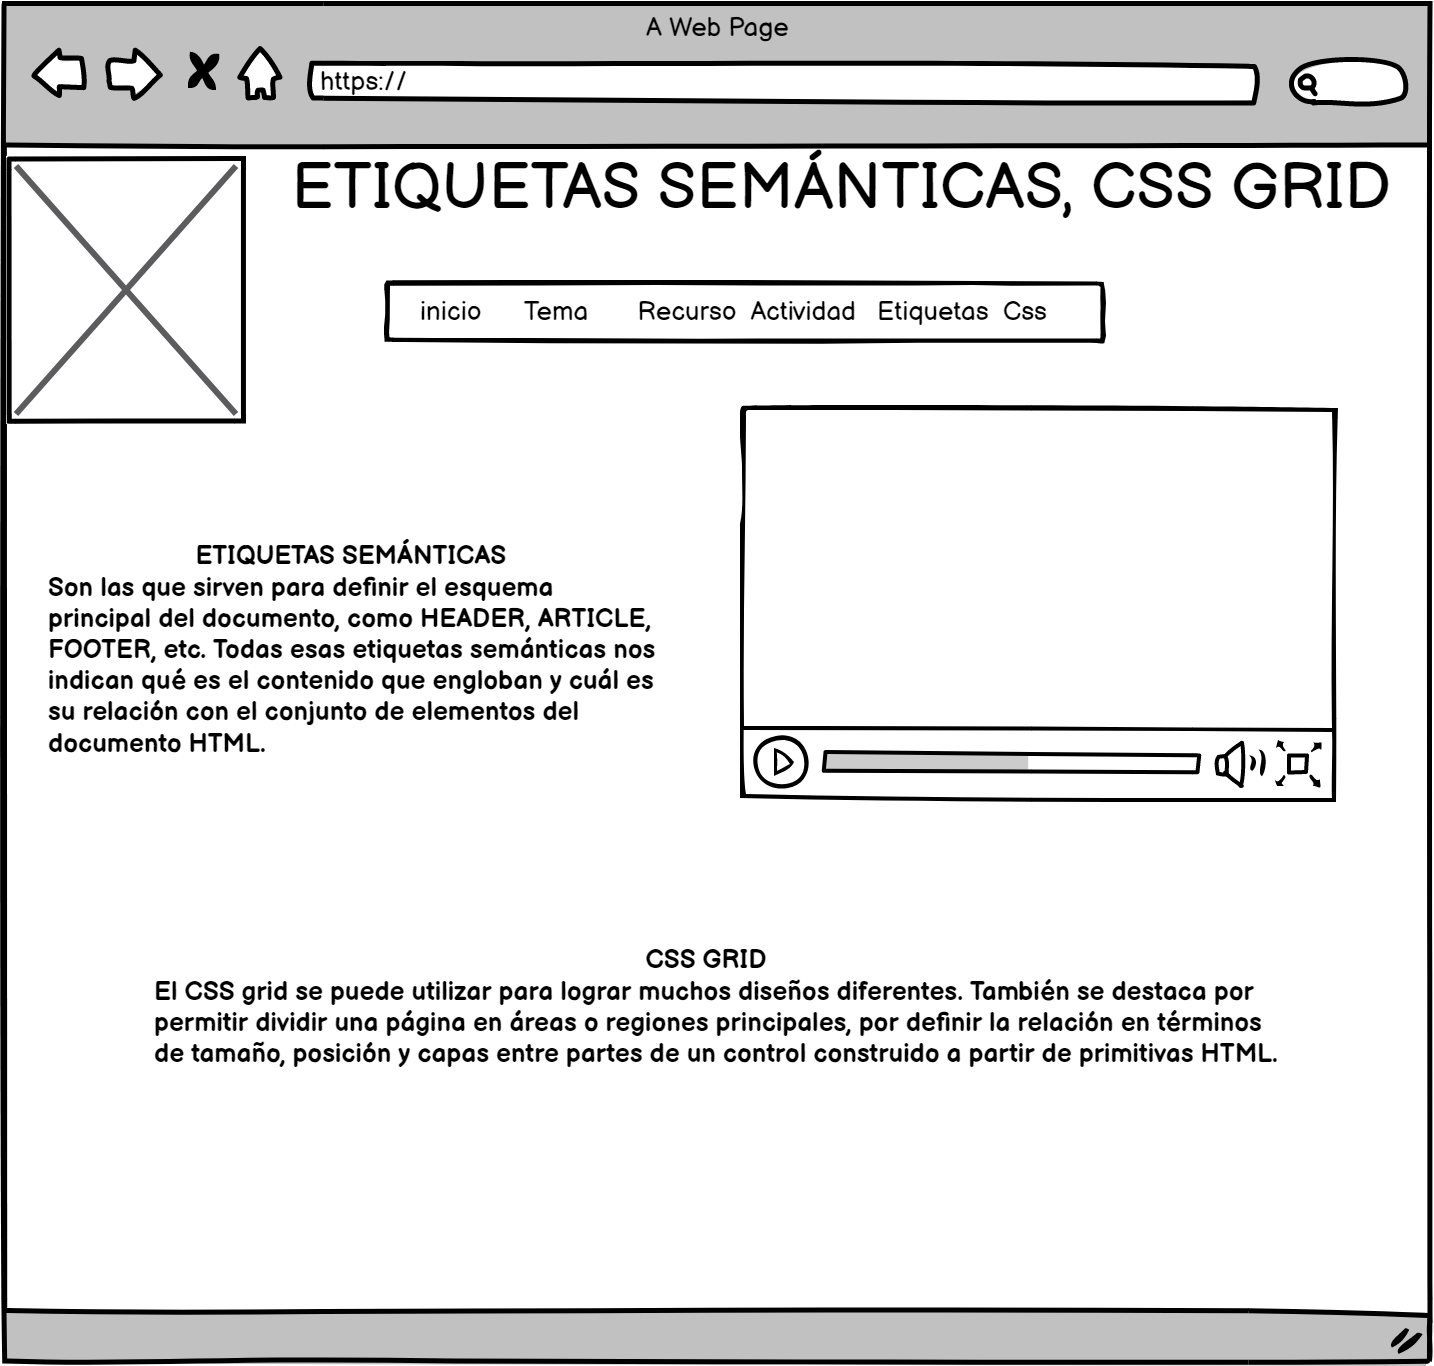 A Web Page
https://
ETIQUETAS SEMÁNTICAS, CSS GRID
inicio Tema Recurso Actividad Etiquetas Css
ETIQUETAS SEMÁNTICAS
Son las que sirven para definir el esquema
principal del documento, como HEADER, ARTICLE,
FOOTER, etc. Todas esas etiquetas semánticas nos
indican qué es el contenido que engloban y cuál es
su relación con el conjunto de elementos del
documento HTML.
CSS GRID
El CSS grid se puede utilizar para lograr muchos diseños diferentes. También se destaca por
permitir dividir una página en áreas o regiones principales, por definir la relación en términos
de tamaño, posición y capas entre partes de un control construido a partir de primitivas HTML.